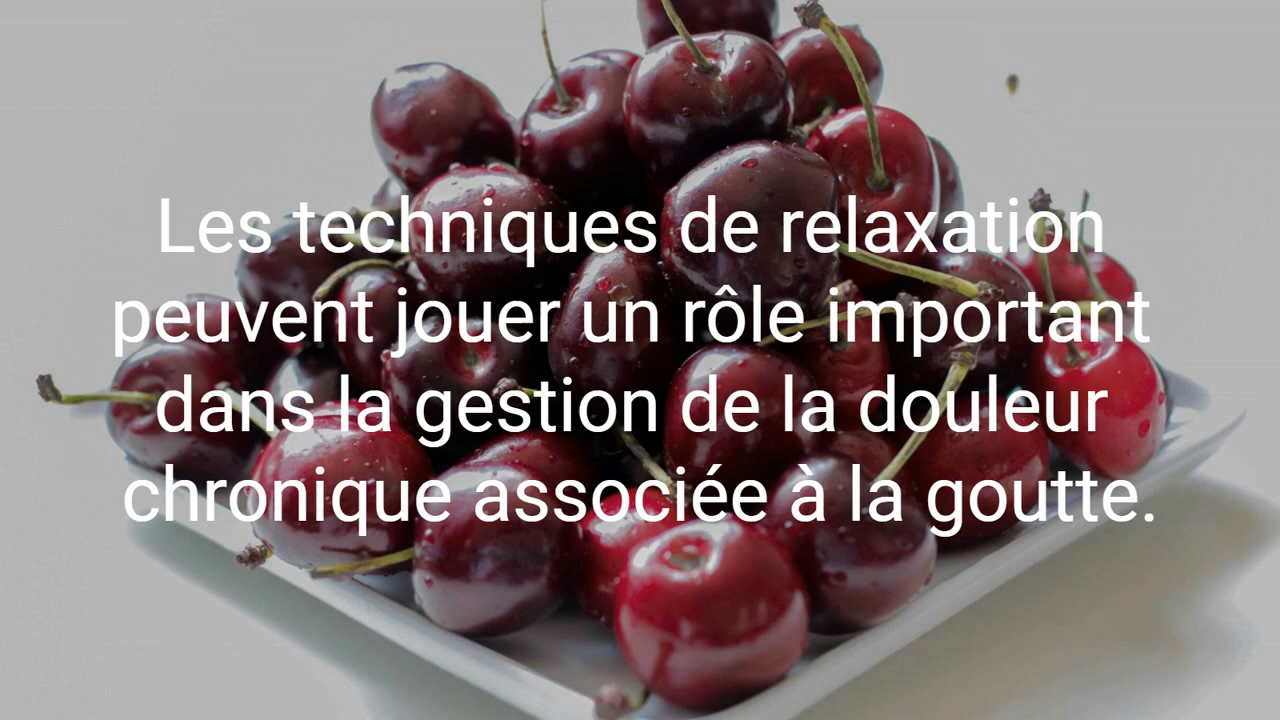 Les techniques de relaxation
peuvent jouer un rôle important
dans la gestion de la douleur
chronique associée à la goutte.